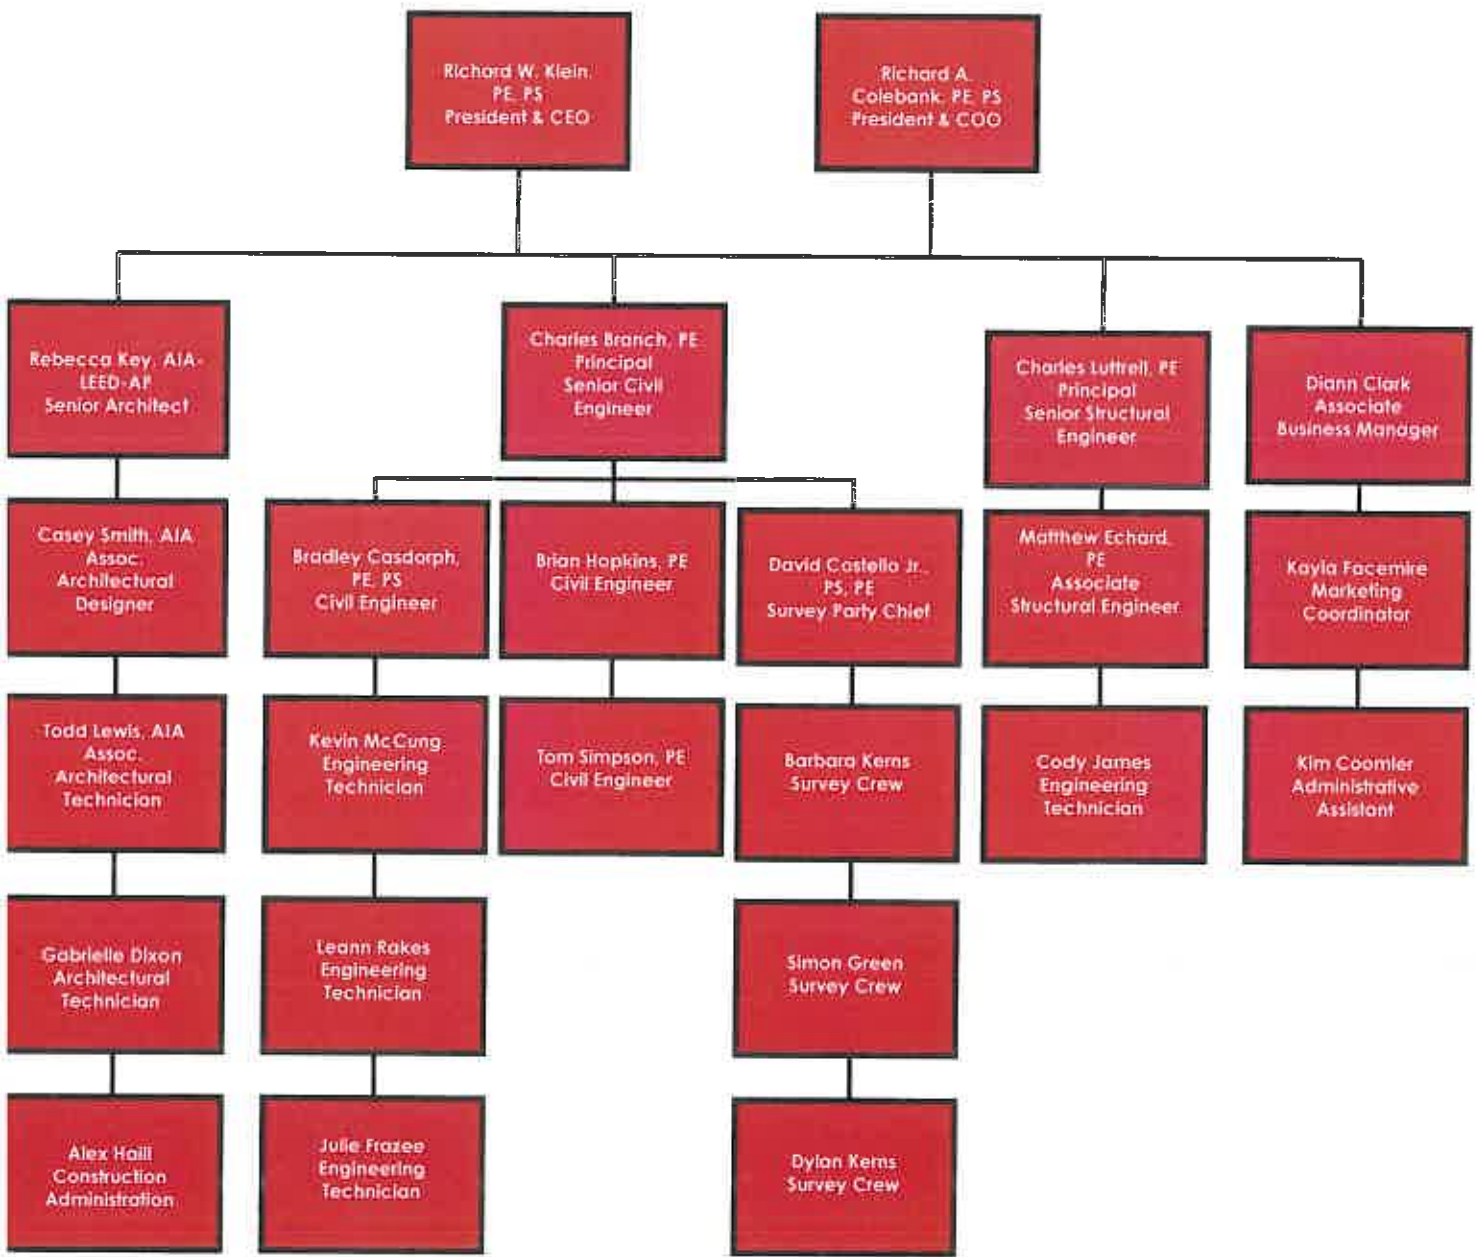 Richard W. Klein,
PE, PS
President & CEO
Richard A.
Colebank, PE, PS
President & COO
Rebecca Key, AIA-
LEED-AP
Senior Architect
Charles Branch, PE
Principal
Senior Civil
Engineer
Charles Luttrell, PE
Principal
Senior Structural
Engineer
Diann Clark
Associate
Business Manager
Casey Smith, AIA
Assoc.
Architectural
Designer
Bradley Casdorph,
PE, PS
Civil Engineer
Brian Hopkins, PE
Civil Engineer
David Costello Jr.,
PS, PE
Survey Party Chief
Matthew Echard,
PE
Associate
Structural Engineer
Kayla Facemire
Marketing
Coordinator
Todd Lewis, AIA
Assoc.
Architectural
Technician
Kevin McCung
Engineering
Technician
Tom Simpson, PE
Civil Engineer
Barbara Kerns
Survey Crew
Cody James
Engineering
Technician
Kim Coomler
Administrative
Assistant
Gabrielle Dixon
Architectural
Technician
Leann Rakes
Engineering
Technician
Simon Green
Survey Crew
Alex Haill
Construction
Administration
Julie Frazee
Engineering
Technician
Dylan Kerns
Survey Crew